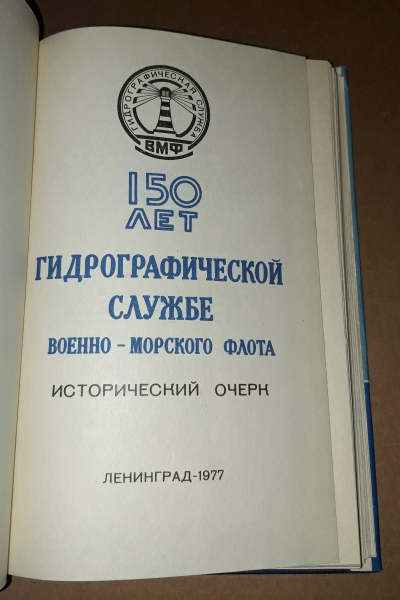 ГИДРОГРАФИЧЕСКАЯ СЛУЖБА
ВМФ
150
ЛЕТ
ГИДРОГРАФИЧЕСКОЙ
СЛУЖБЕ
ВОЕННО - МОРСКОГО ФЛОТА
ИСТОРИЧЕСКИЙ ОЧЕРК
ЛЕНИНГРАД-1977